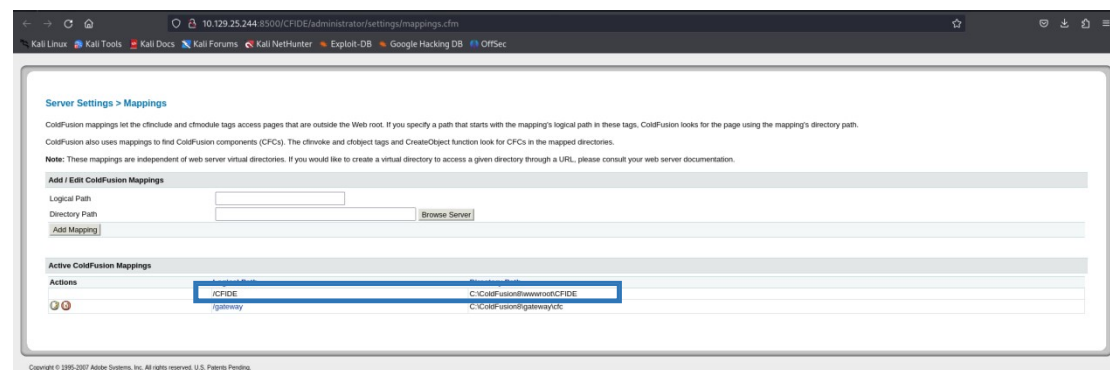 10.129.25.244:8500/CFIDE/administrator/settings/mappings.cfm
Kali Linux Kali Tools Kali Docs Kali Forums Kali NetHunter Exploit-DB Google Hacking DB OffSec
Server Settings > Mappings
ColdFusion mappings let the cfinclude and cfmodule tags access pages that are outside the Web root. If you specify a path that starts with the mapping's logical path in these tags, ColdFusion looks for the page using the mapping's directory path.
ColdFusion also uses mappings to find ColdFusion components (CFCs). The cfinvoke and cfobject tags and CreateObject function look for CFCs in the mapped directories.
Note: These mappings are independent of web server virtual directories. If you would like to create a virtual directory to access a given directory through a URL, please consult your web server documentation.
Add / Edit ColdFusion Mappings
Logical Path
Directory Path Browse Server
Add Mapping
Active ColdFusion Mappings
Actions Logical Path Directory Path
/CFIDE C:\ColdFusion8\wwwroot\CFIDE
/gateway C:\ColdFusion8\gateway\cfc
Copyright © 1995-2007 Adobe Systems, Inc. All rights reserved. U.S. Patents Pending.